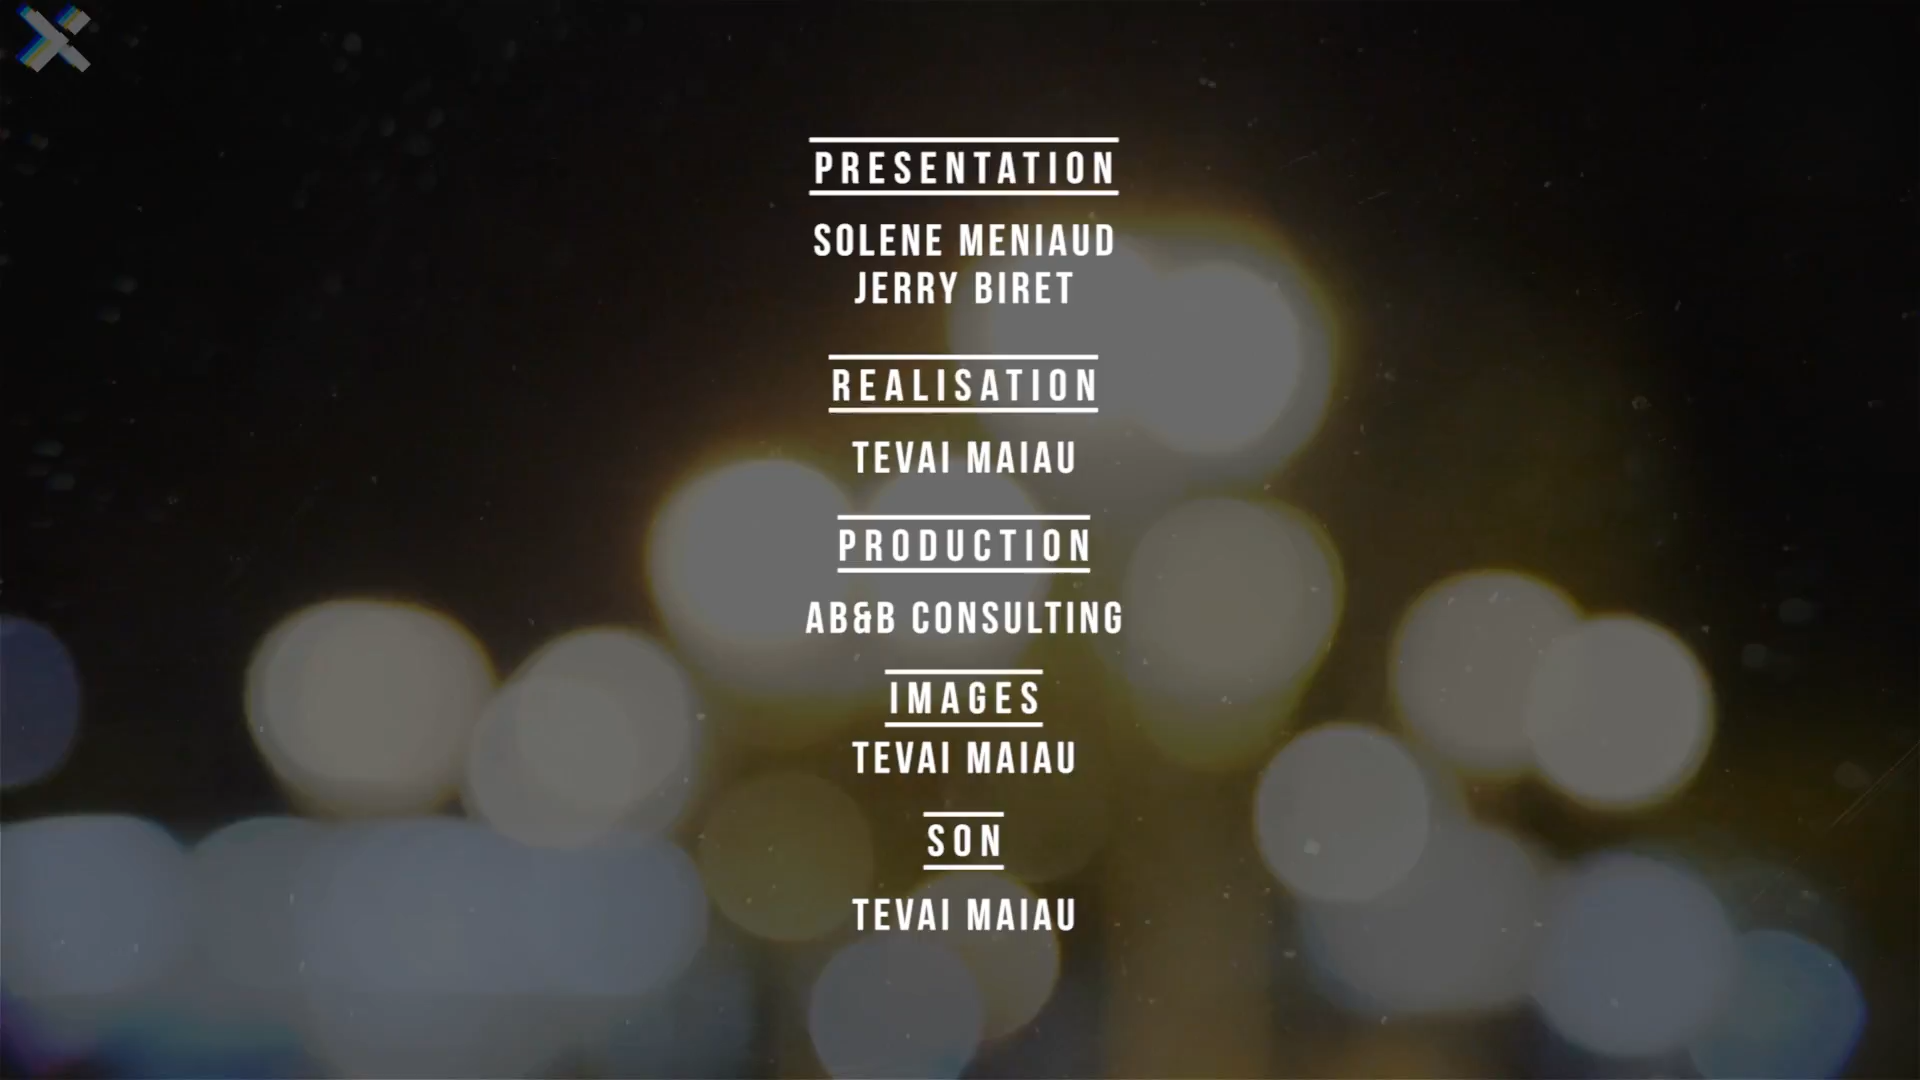 PRESENTATION
SOLENE MENIAUD
JERRY BIRET
REALISATION
TEVAI MAIAU
PRODUCTION
AB&B CONSULTING
IMAGES
TEVAI MAIAU
SON
TEVAI MAIAU